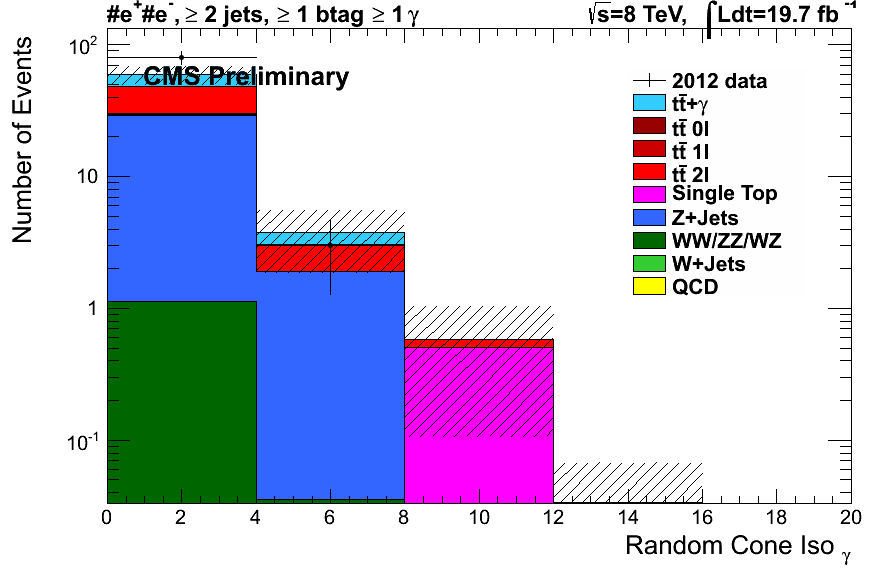 #e⁺#e⁻, ≥ 2 jets, ≥ 1 btag ≥ 1 γ
√s=8 TeV, ∫Ldt=19.7 fb⁻¹
CMS Preliminary
Number of Events
10²
10
1
10⁻¹
2012 data
tt̄+γ
tt̄ 0l
tt̄ 1l
tt̄ 2l
Single Top
Z+Jets
WW/ZZ/WZ
W+Jets
QCD
0 2 4 6 8 10 12 14 16 18 20
Random Cone Iso γ